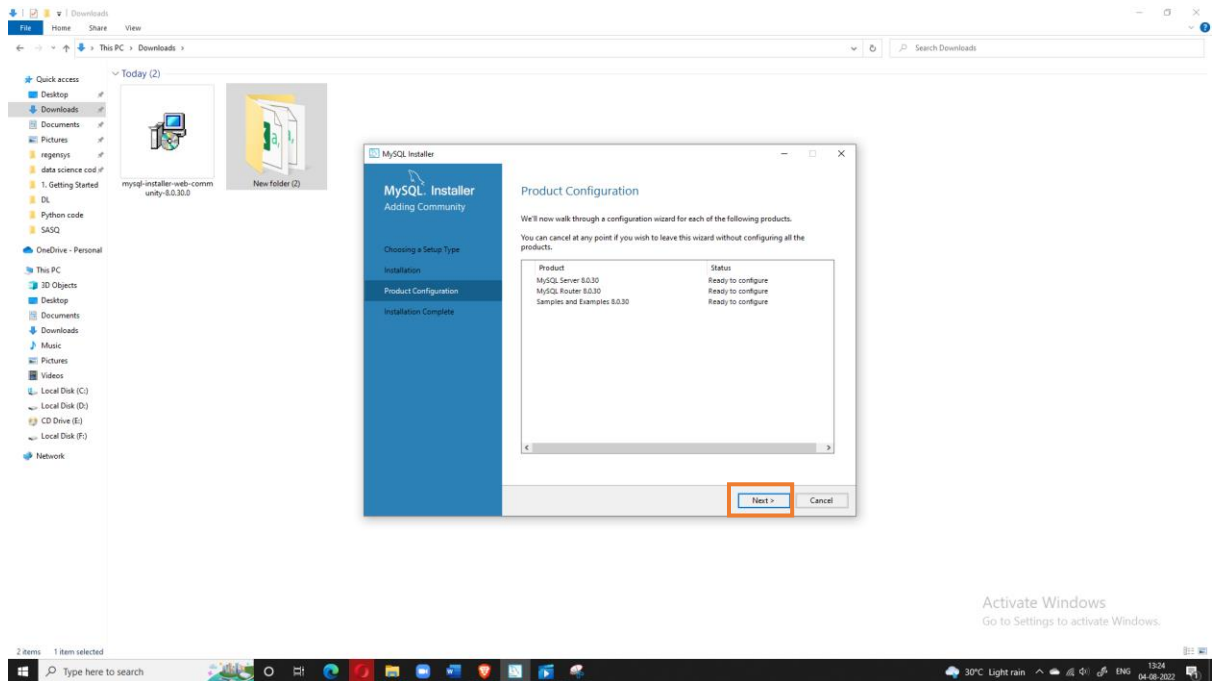 Downloads
File Home Share View
This PC > Downloads >
Search Downloads
Quick access
Desktop
Downloads
Documents
Pictures
regensys
data science cod
1. Getting Started
DL
Python code
SASQ
OneDrive - Personal
This PC
3D Objects
Desktop
Documents
Downloads
Music
Pictures
Videos
Local Disk (C:)
Local Disk (D:)
CD Drive (E:)
Local Disk (F:)
Network
Today (2)
mysql-installer-web-comm
unity-8.0.30.0
New folder (2)
MySQL Installer
MySQL. Installer
Adding Community
Choosing a Setup Type
Installation
Product Configuration
Installation Complete
Product Configuration
We'll now walk through a configuration wizard for each of the following products.
You can cancel at any point if you wish to leave this wizard without configuring all the
products.
Product Status
MySQL Server 8.0.30 Ready to configure
MySQL Router 8.0.30 Ready to configure
Samples and Examples 8.0.30 Ready to configure
Next > Cancel
Activate Windows
Go to Settings to activate Windows.
2 items 1 item selected
Type here to search
30°C Light rain
ENG
13:24
04-08-2022